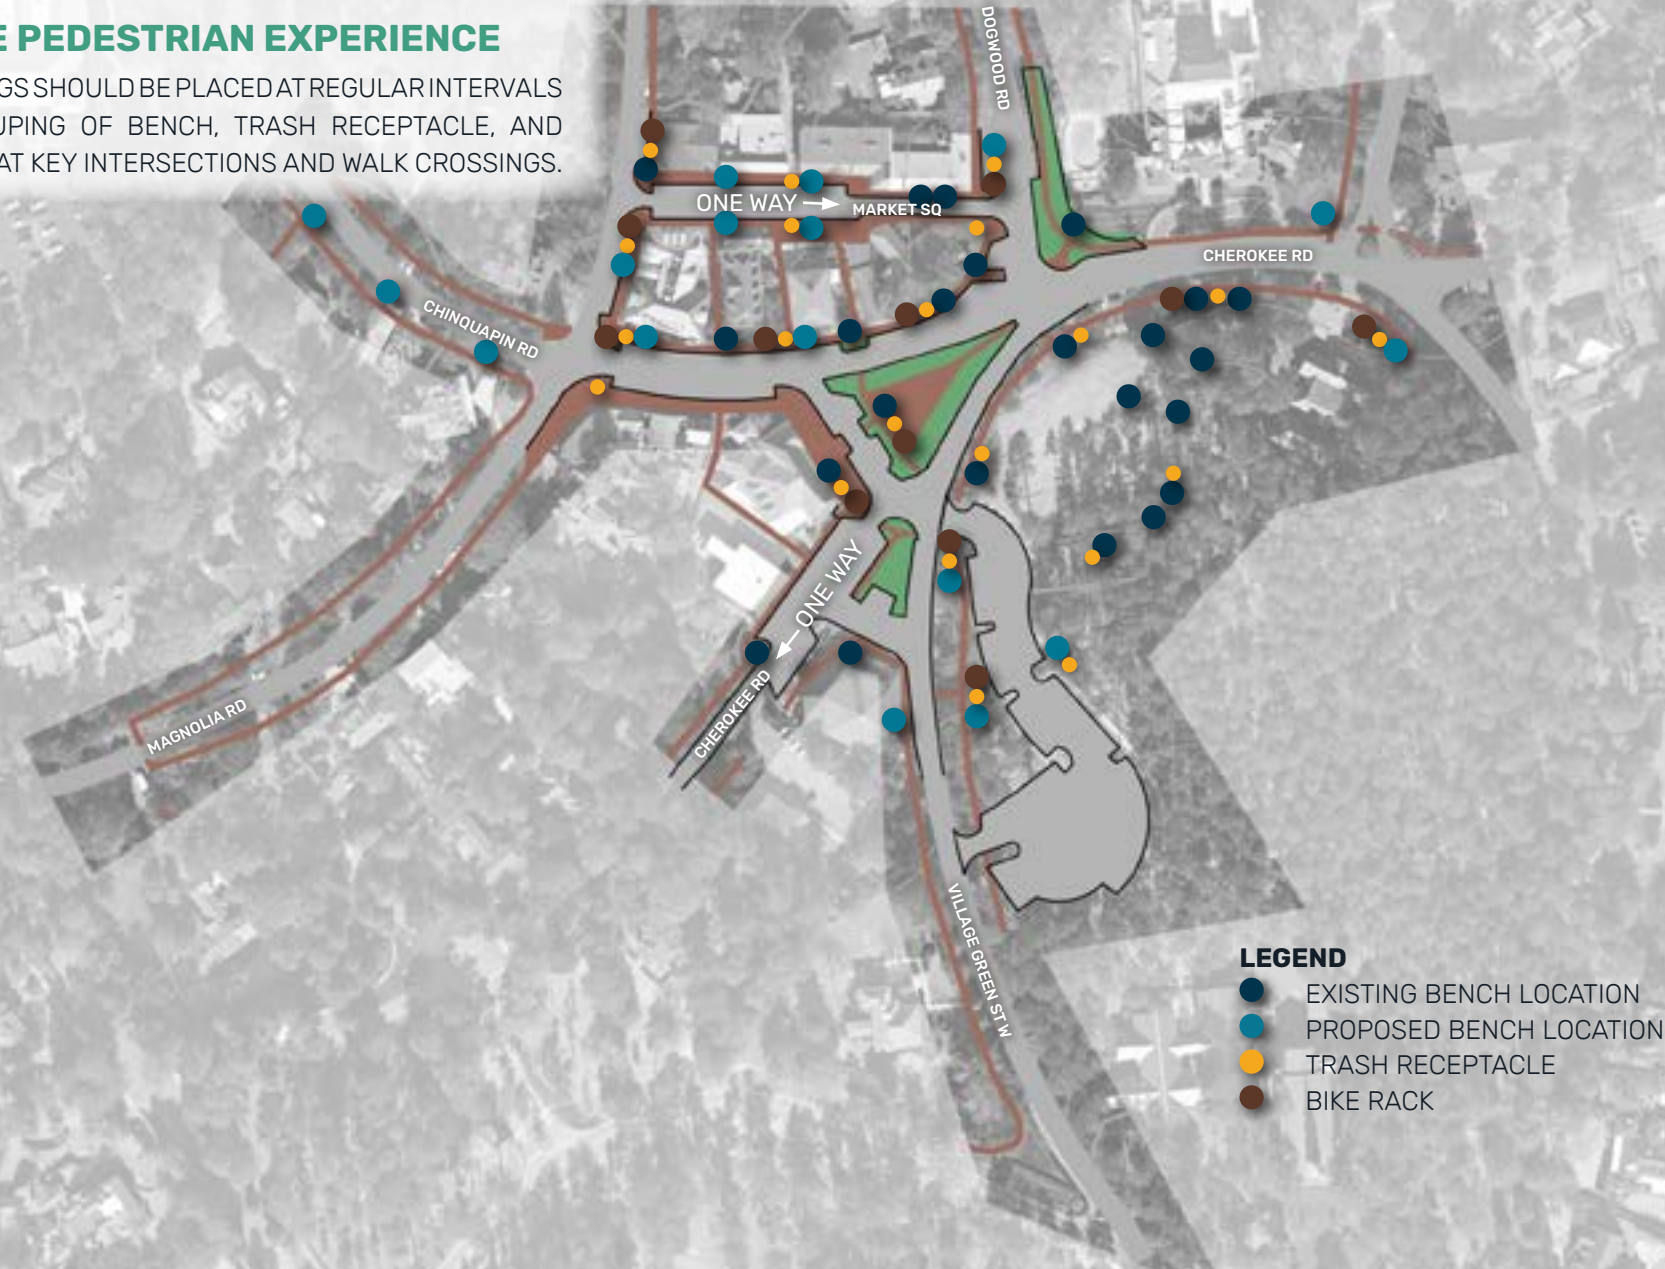 E PEDESTRIAN EXPERIENCE
GS SHOULD BE PLACED AT REGULAR INTERVALS
UPING OF BENCH, TRASH RECEPTACLE, AND
AT KEY INTERSECTIONS AND WALK CROSSINGS.
DOGWOOD RD
ONE WAY
MARKET SQ
CHEROKEE RD
CHINQUAPIN RD
ONE WAY
CHEROKEE RD
MAGNOLIA RD
VILLAGE GREEN ST W
LEGEND
EXISTING BENCH LOCATION
PROPOSED BENCH LOCATION
TRASH RECEPTACLE
BIKE RACK